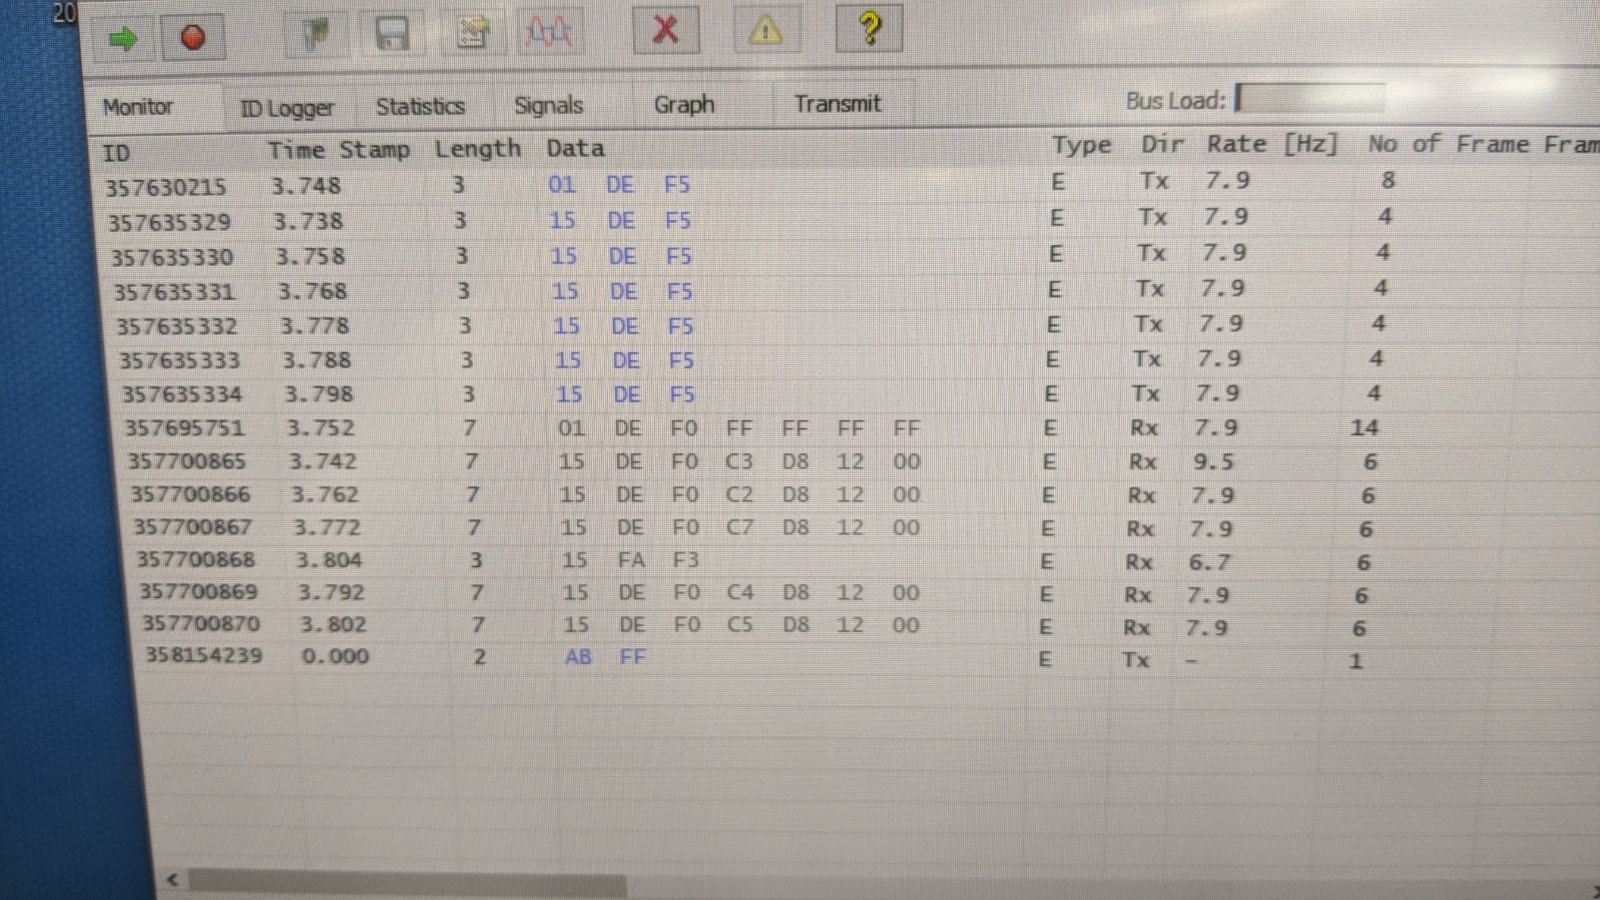 20
Monitor ID Logger Statistics Signals Graph Transmit Bus Load:
ID Time Stamp Length Data Type Dir Rate [Hz] No of Frame Fram
357630215 3.748 3 01 DE F5 E Tx 7.9 8
357635329 3.738 3 15 DE F5 E Tx 7.9 4
357635330 3.758 3 15 DE F5 E Tx 7.9 4
357635331 3.768 3 15 DE F5 E Tx 7.9 4
357635332 3.778 3 15 DE F5 E Tx 7.9 4
357635333 3.788 3 15 DE F5 E Tx 7.9 4
357635334 3.798 3 15 DE F5 E Tx 7.9 4
357695751 3.752 7 01 DE F0 FF FF FF FF E Rx 7.9 14
357700865 3.742 7 15 DE F0 C3 D8 12 00 E Rx 9.5 6
357700866 3.762 7 15 DE F0 C2 D8 12 00 E Rx 7.9 6
357700867 3.772 7 15 DE F0 C7 D8 12 00 E Rx 7.9 6
357700868 3.804 3 15 FA F3 E Rx 6.7 6
357700869 3.792 7 15 DE F0 C4 D8 12 00 E Rx 7.9 6
357700870 3.802 7 15 DE F0 C5 D8 12 00 E Rx 7.9 6
358154239 0.000 2 AB FF E Tx – 1